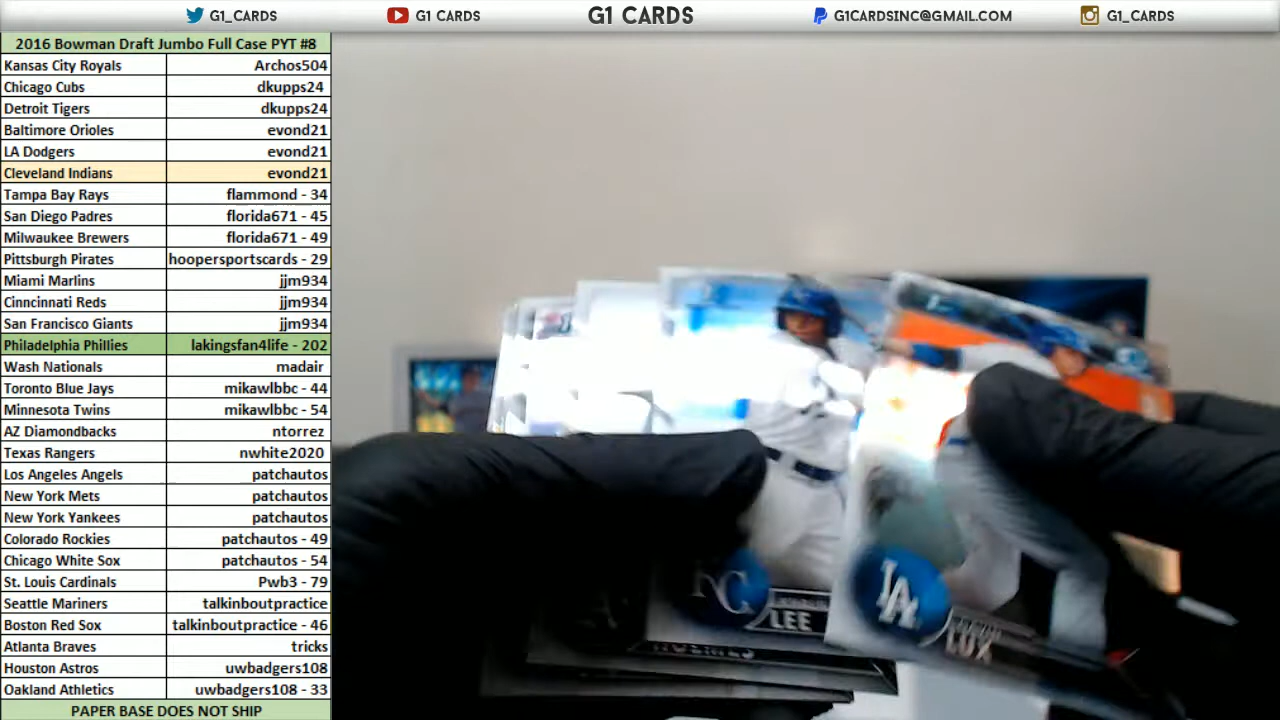 G1_CARDS
G1 CARDS
G1 CARDS
G1CARDSINC@GMAIL.COM
G1_CARDS
2016 Bowman Draft Jumbo Full Case PYT #8
Kansas City Royals Archos504
Chicago Cubs dkupps24
Detroit Tigers dkupps24
Baltimore Orioles evond21
LA Dodgers evond21
Cleveland Indians evond21
Tampa Bay Rays flammond - 34
San Diego Padres florida671 - 45
Milwaukee Brewers florida671 - 49
Pittsburgh Pirates hoopersportscards - 29
Miami Marlins jjm934
Cinncinnati Reds jjm934
San Francisco Giants jjm934
Philadelphia Phillies lakingsfan4life - 202
Wash Nationals madair
Toronto Blue Jays mikawlbbc - 44
Minnesota Twins mikawlbbc - 54
AZ Diamondbacks ntorrez
Texas Rangers nwhite2020
Los Angeles Angels patchautos
New York Mets patchautos
New York Yankees patchautos
Colorado Rockies patchautos - 49
Chicago White Sox patchautos - 54
St. Louis Cardinals Pwb3 - 79
Seattle Mariners talkinboutpractice
Boston Red Sox talkinboutpractice - 46
Atlanta Braves tricks
Houston Astros uwbadgers108
Oakland Athletics uwbadgers108 - 33
PAPER BASE DOES NOT SHIP
KC
LEE
LA
LUX